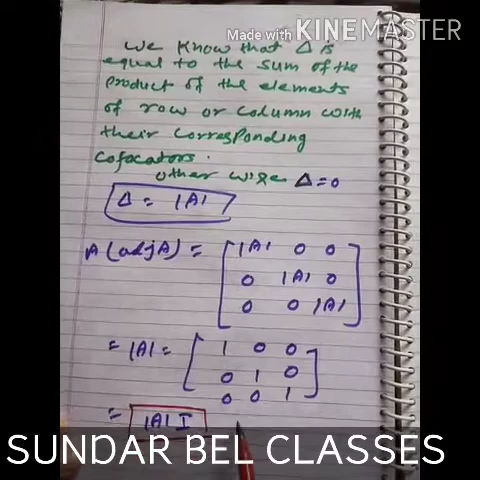 Made with KINEMASTER
We know that Δ is
equal to the sum of the
product of the elements
of row or column with
their corresponding
cofocators.
other wise Δ=0
Δ = |A|
A (adjA) = [ |A| 0 0
0 |A| 0
0 0 |A| ]
= |A| = [ 1 0 0
0 1 0
0 0 1 ]
= |A| I
SUNDAR BEL CLASSES